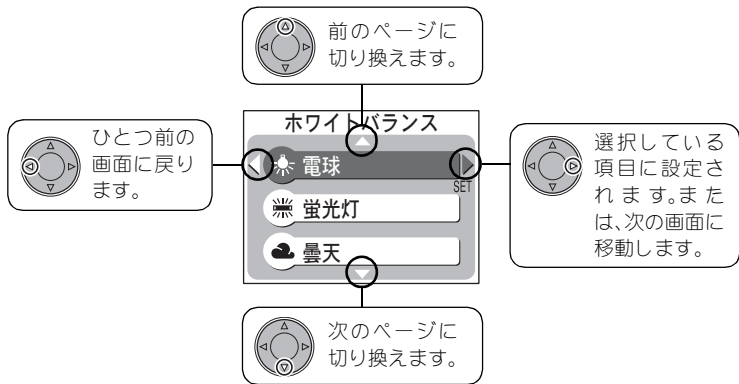 前のページに
切り換えます。
ひとつ前の
画面に戻り
ます。
ホワイトバランス
電球
SET
蛍光灯
曇天
選択している
項目に設定さ
れます。また
は、次の画面に
移動します。
次のページに
切り換えます。